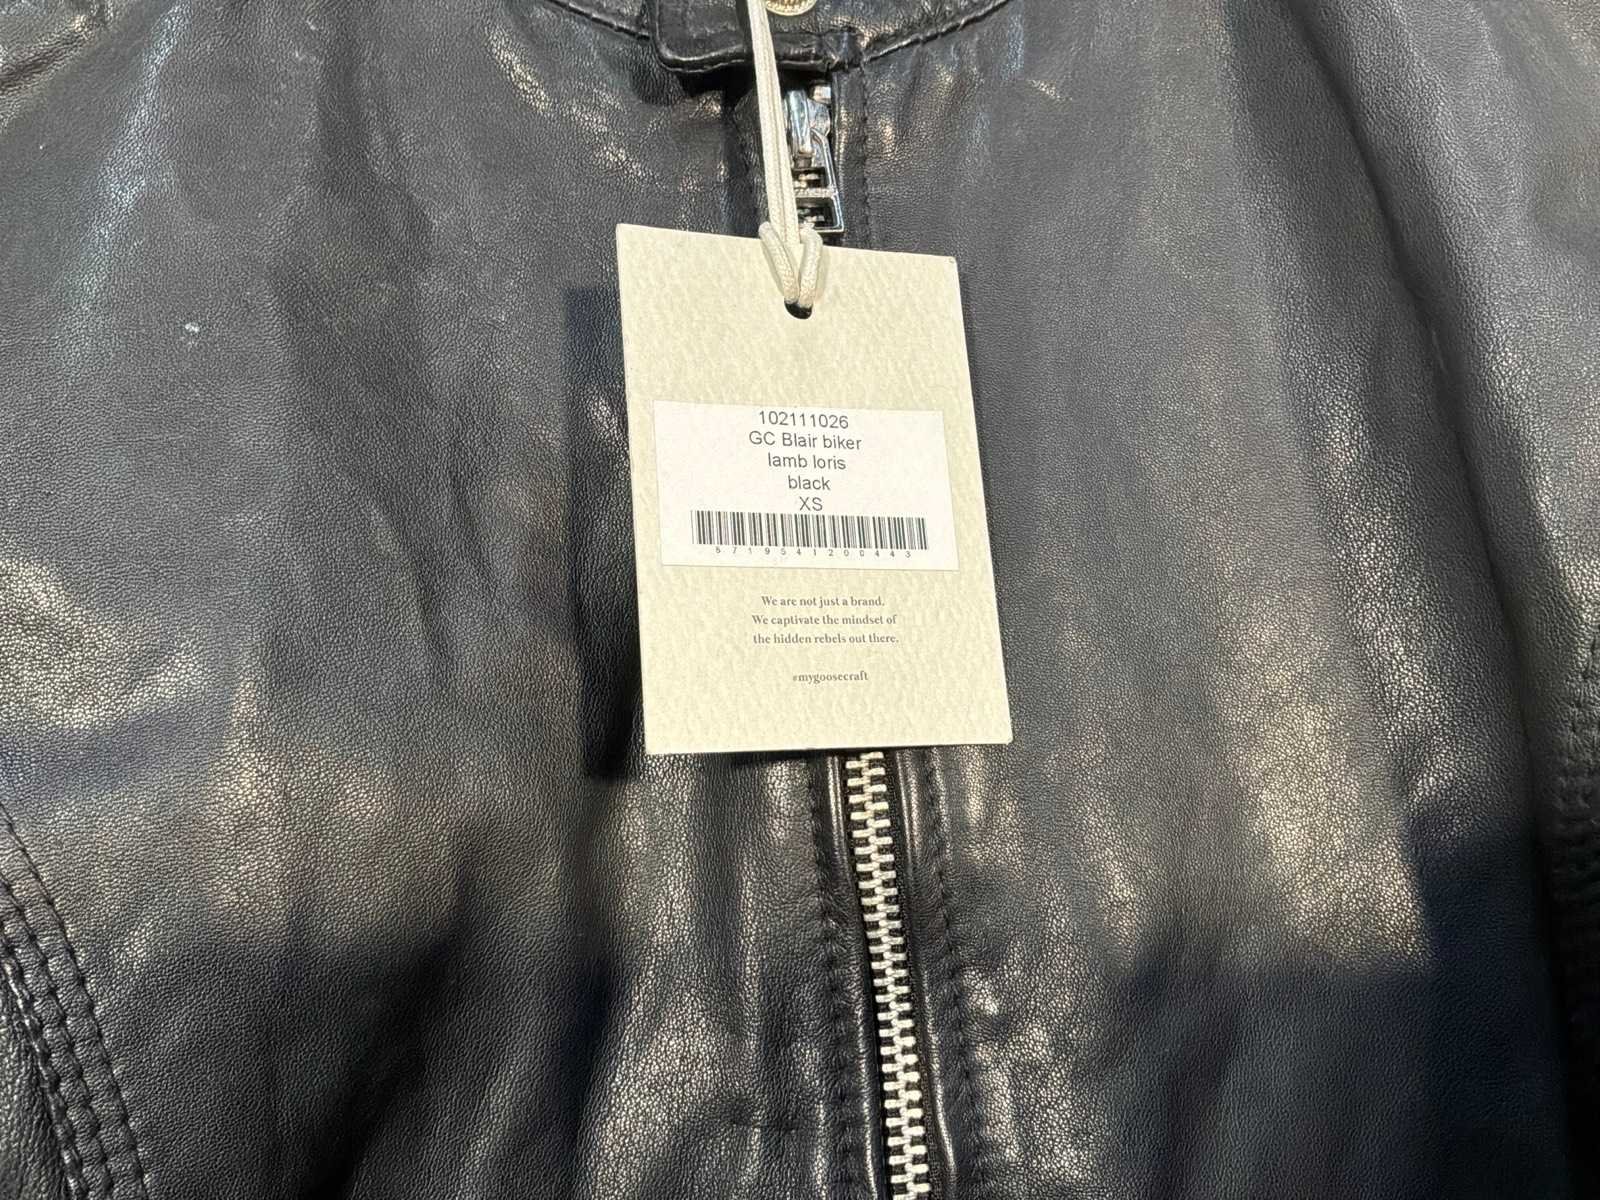 102111026
GC Blair biker
lamb loris
black
XS
5719541200443
We are not just a brand.
We captivate the mindset of
the hidden rebels out there.
#mygoosecraft